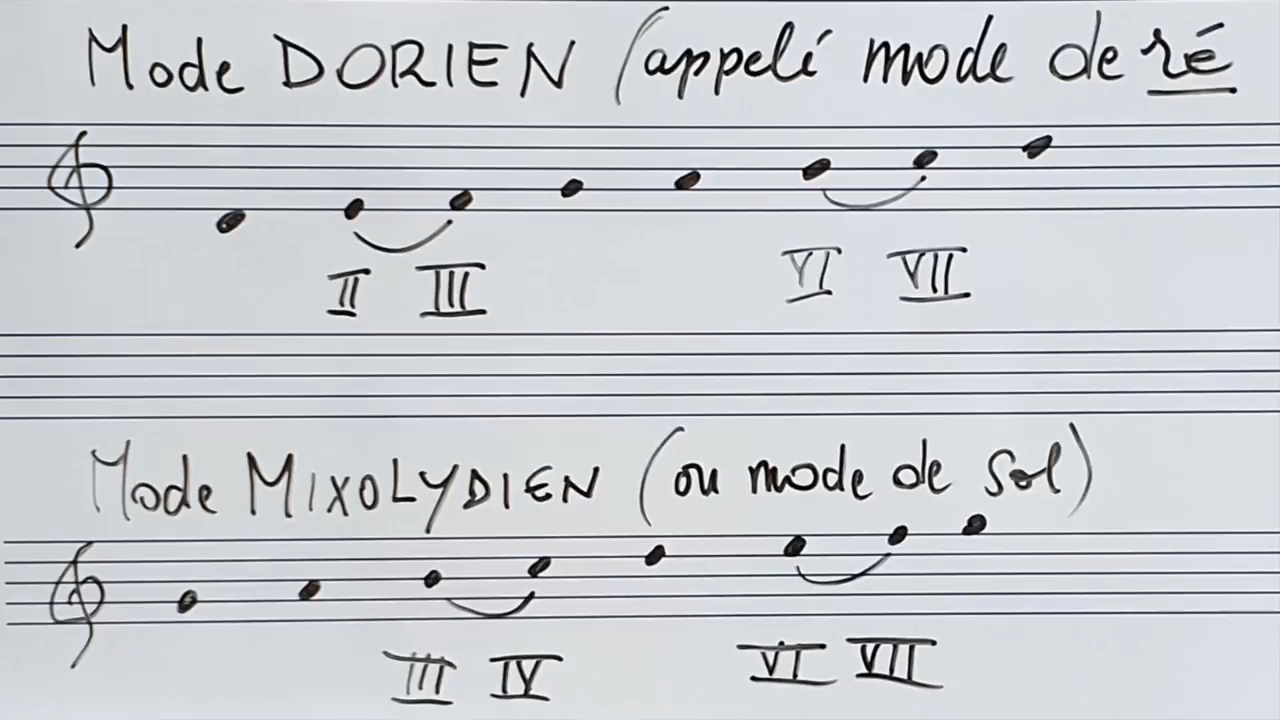 Mode DORIEN (appelé mode de ré
II III VI VII
Mode MIXOLYDIEN (ou mode de sol)
III IV VI VII